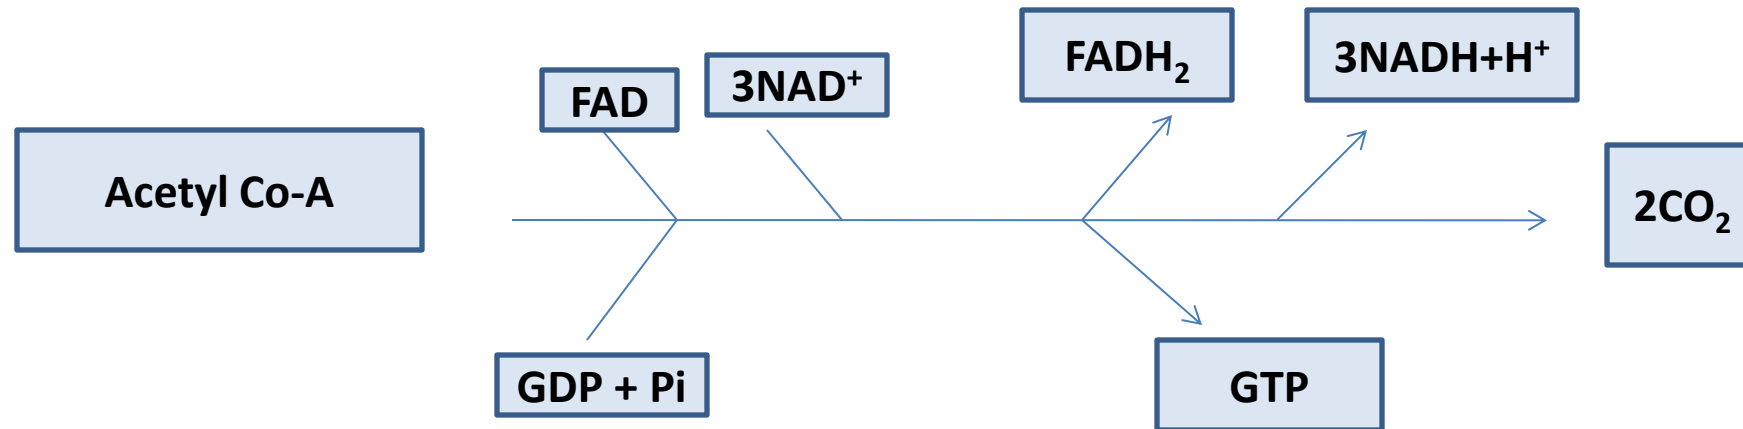 Acetyl Co-A
FAD
3NAD⁺
FADH₂
3NADH+H⁺
2CO₂
GDP + Pi
GTP